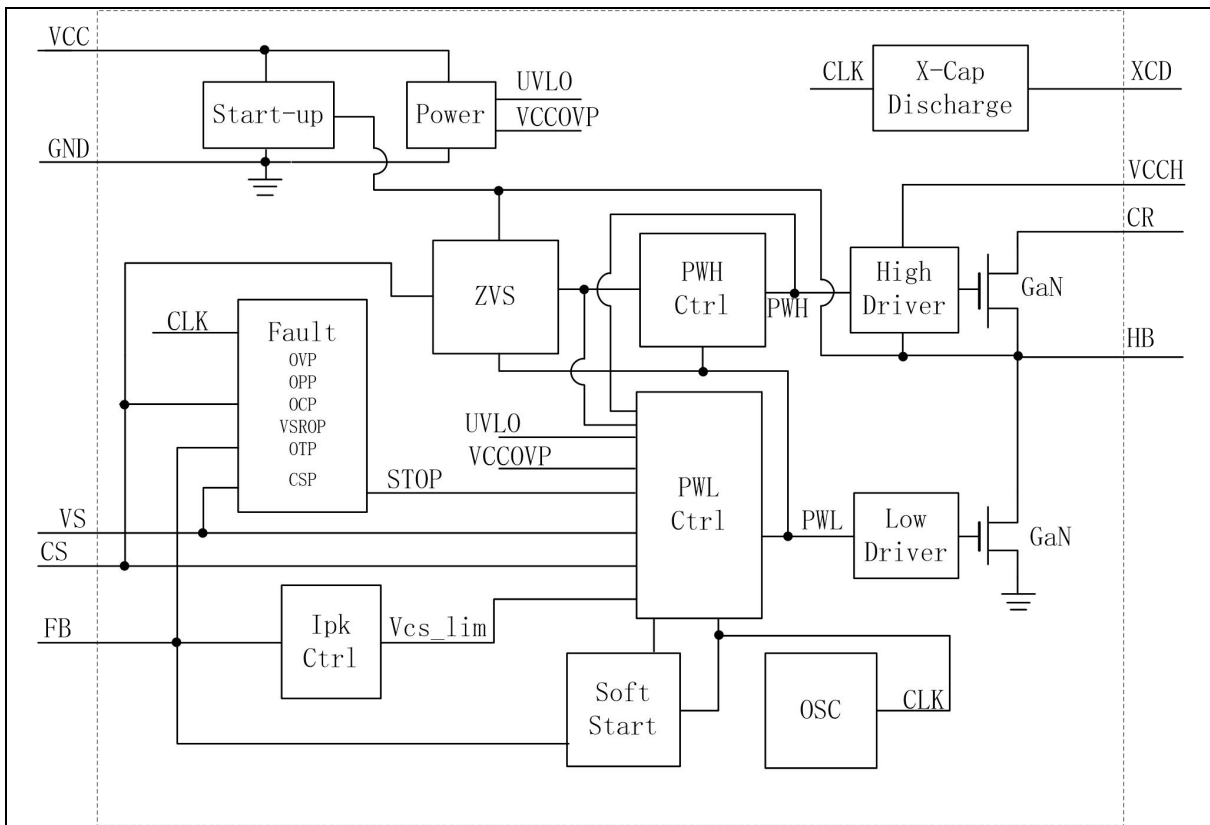 VCC
GND
Start-up
Power
UVLO
VCCOVP
CLK
X-Cap
Discharge
XCD
VCCH
CR
ZVS
PWH
Ctrl
PWH
High
Driver
GaN
HB
CLK
Fault
OVP
OPP
OCP
VSROP
OTP
CSP
STOP
UVLO
VCCOVP
PWL
Ctrl
PWL
Low
Driver
GaN
VS
CS
FB
Ipk
Ctrl
Vcs_lim
Soft
Start
OSC
CLK